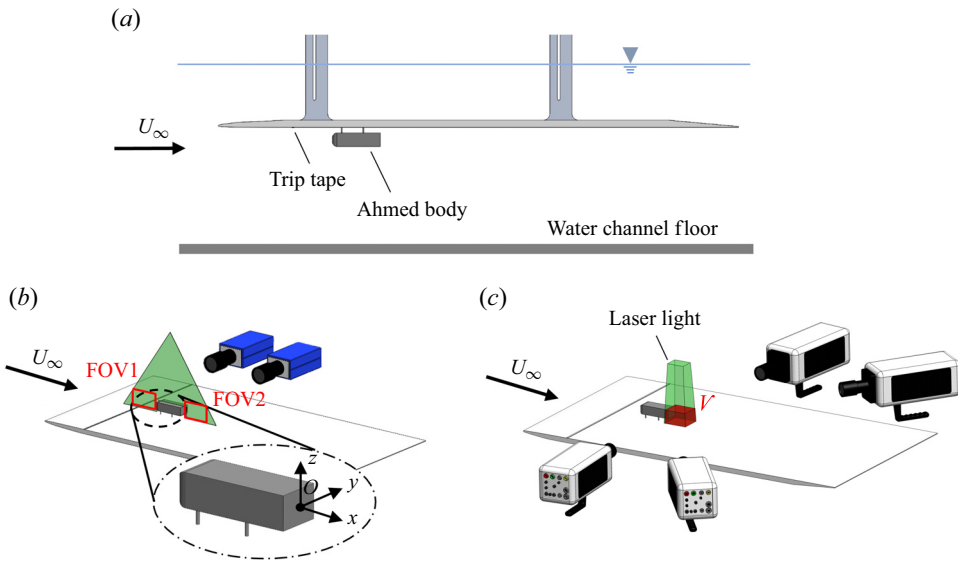 (a)
U∞
Trip tape
Ahmed body
Water channel floor
(b)
U∞
FOV1
FOV2
z
O
y
x
(c)
Laser light
U∞
V